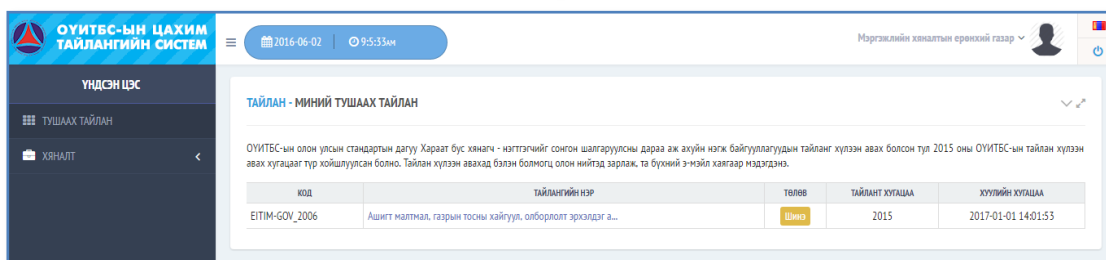 ОҮИТБС-ЫН ЦАХИМ
ТАЙЛАНГИЙН СИСТЕМ
2016-06-02
9:5:33AM
Мэргэжлийн хяналтын ерөнхий газар
ҮНДСЭН ЦЭС
ТУШААХ ТАЙЛАН
ХЯНАЛТ
ТАЙЛАН - МИНИЙ ТУШААХ ТАЙЛАН
ОҮИТБС-ын олон улсын стандартын дагуу Хараат бус хянагч - нэгтгэгчийг сонгон шалгаруулсны дараа аж ахуйн нэгж байгууллагуудын тайланг хүлээн авах болсон тул 2015 оны ОҮИТБС-ын тайлан хүлээн
авах хугацааг түр хойшлуулсан болно. Тайлан хүлээн авахад бэлэн болмогц олон нийтэд зарлаж, та бүхний э-мэйл хаягаар мэдэгдэнэ.
КОД ТАЙЛАНГИЙН НЭР ТӨЛӨВ ТАЙЛАНТ ХУГАЦАА ХУУЛИЙН ХУГАЦАА
EITIM-GOV_2006 Ашигт малтмал, газрын тосны хайгуул, олборлолт эрхэлдэг а... Шинэ 2015 2017-01-01 14:01:53